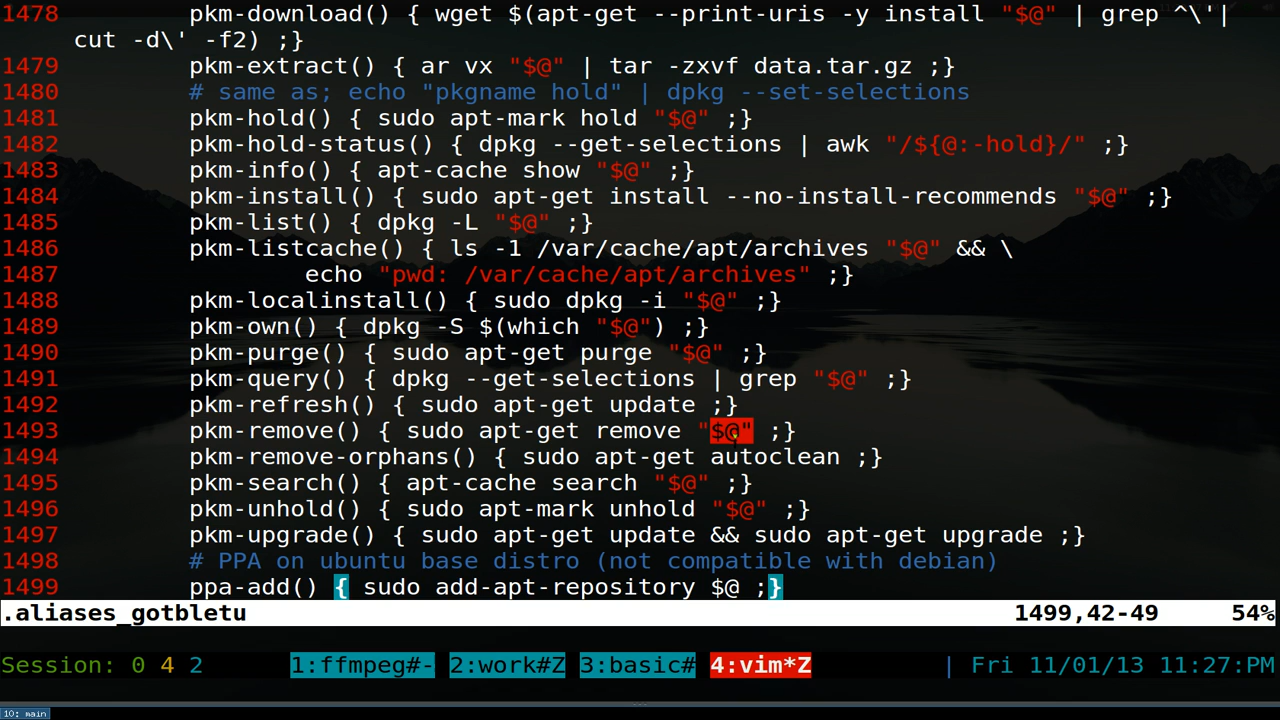 1478         pkm-download() { wget $(apt-get --print-uris -y install "$@" | grep ^\'|
     cut -d\' -f2) ;}
1479         pkm-extract() { ar vx "$@" | tar -zxvf data.tar.gz ;}
1480         # same as; echo "pkgname hold" | dpkg --set-selections
1481         pkm-hold() { sudo apt-mark hold "$@" ;}
1482         pkm-hold-status() { dpkg --get-selections | awk "/${@:-hold}/" ;}
1483         pkm-info() { apt-cache show "$@" ;}
1484         pkm-install() { sudo apt-get install --no-install-recommends "$@" ;}
1485         pkm-list() { dpkg -L "$@" ;}
1486         pkm-listcache() { ls -1 /var/cache/apt/archives "$@" && \
1487                 echo "pwd: /var/cache/apt/archives" ;}
1488         pkm-localinstall() { sudo dpkg -i "$@" ;}
1489         pkm-own() { dpkg -S $(which "$@") ;}
1490         pkm-purge() { sudo apt-get purge "$@" ;}
1491         pkm-query() { dpkg --get-selections | grep "$@" ;}
1492         pkm-refresh() { sudo apt-get update ;}
1493         pkm-remove() { sudo apt-get remove "$@" ;}
1494         pkm-remove-orphans() { sudo apt-get autoclean ;}
1495         pkm-search() { apt-cache search "$@" ;}
1496         pkm-unhold() { sudo apt-mark unhold "$@" ;}
1497         pkm-upgrade() { sudo apt-get update && sudo apt-get upgrade ;}
1498         # PPA on ubuntu base distro (not compatible with debian)
1499         ppa-add() { sudo add-apt-repository $@ ;}
.aliases_gotbletu 1499,42-49 54%
Session: 0 4 2 1:ffmpeg#- 2:work#Z 3:basic# 4:vim*Z | Fri 11/01/13 11:27:PM
10: main